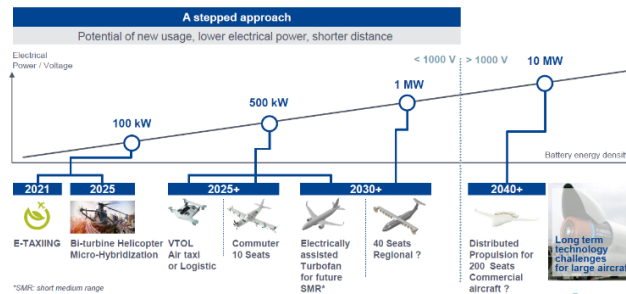 A stepped approach
Potential of new usage, lower electrical power, shorter distance
Electrical
Power / Voltage
< 1000 V
> 1000 V
10 MW
1 MW
500 kW
100 kW
Battery energy densit
2021
2025
2025+
2030+
2040+
E-TAXIING
Bi-turbine Helicopter
Micro-Hybridization
VTOL
Air taxi
or Logistic
Commuter
10 Seats
Electrically
assisted
Turbofan
for future
SMR*
40 Seats
Regional ?
Distributed
Propulsion for
200 Seats
Commercial
aircraft ?
Long term
technology
challenges
for large aircraf
*SMR: short medium range